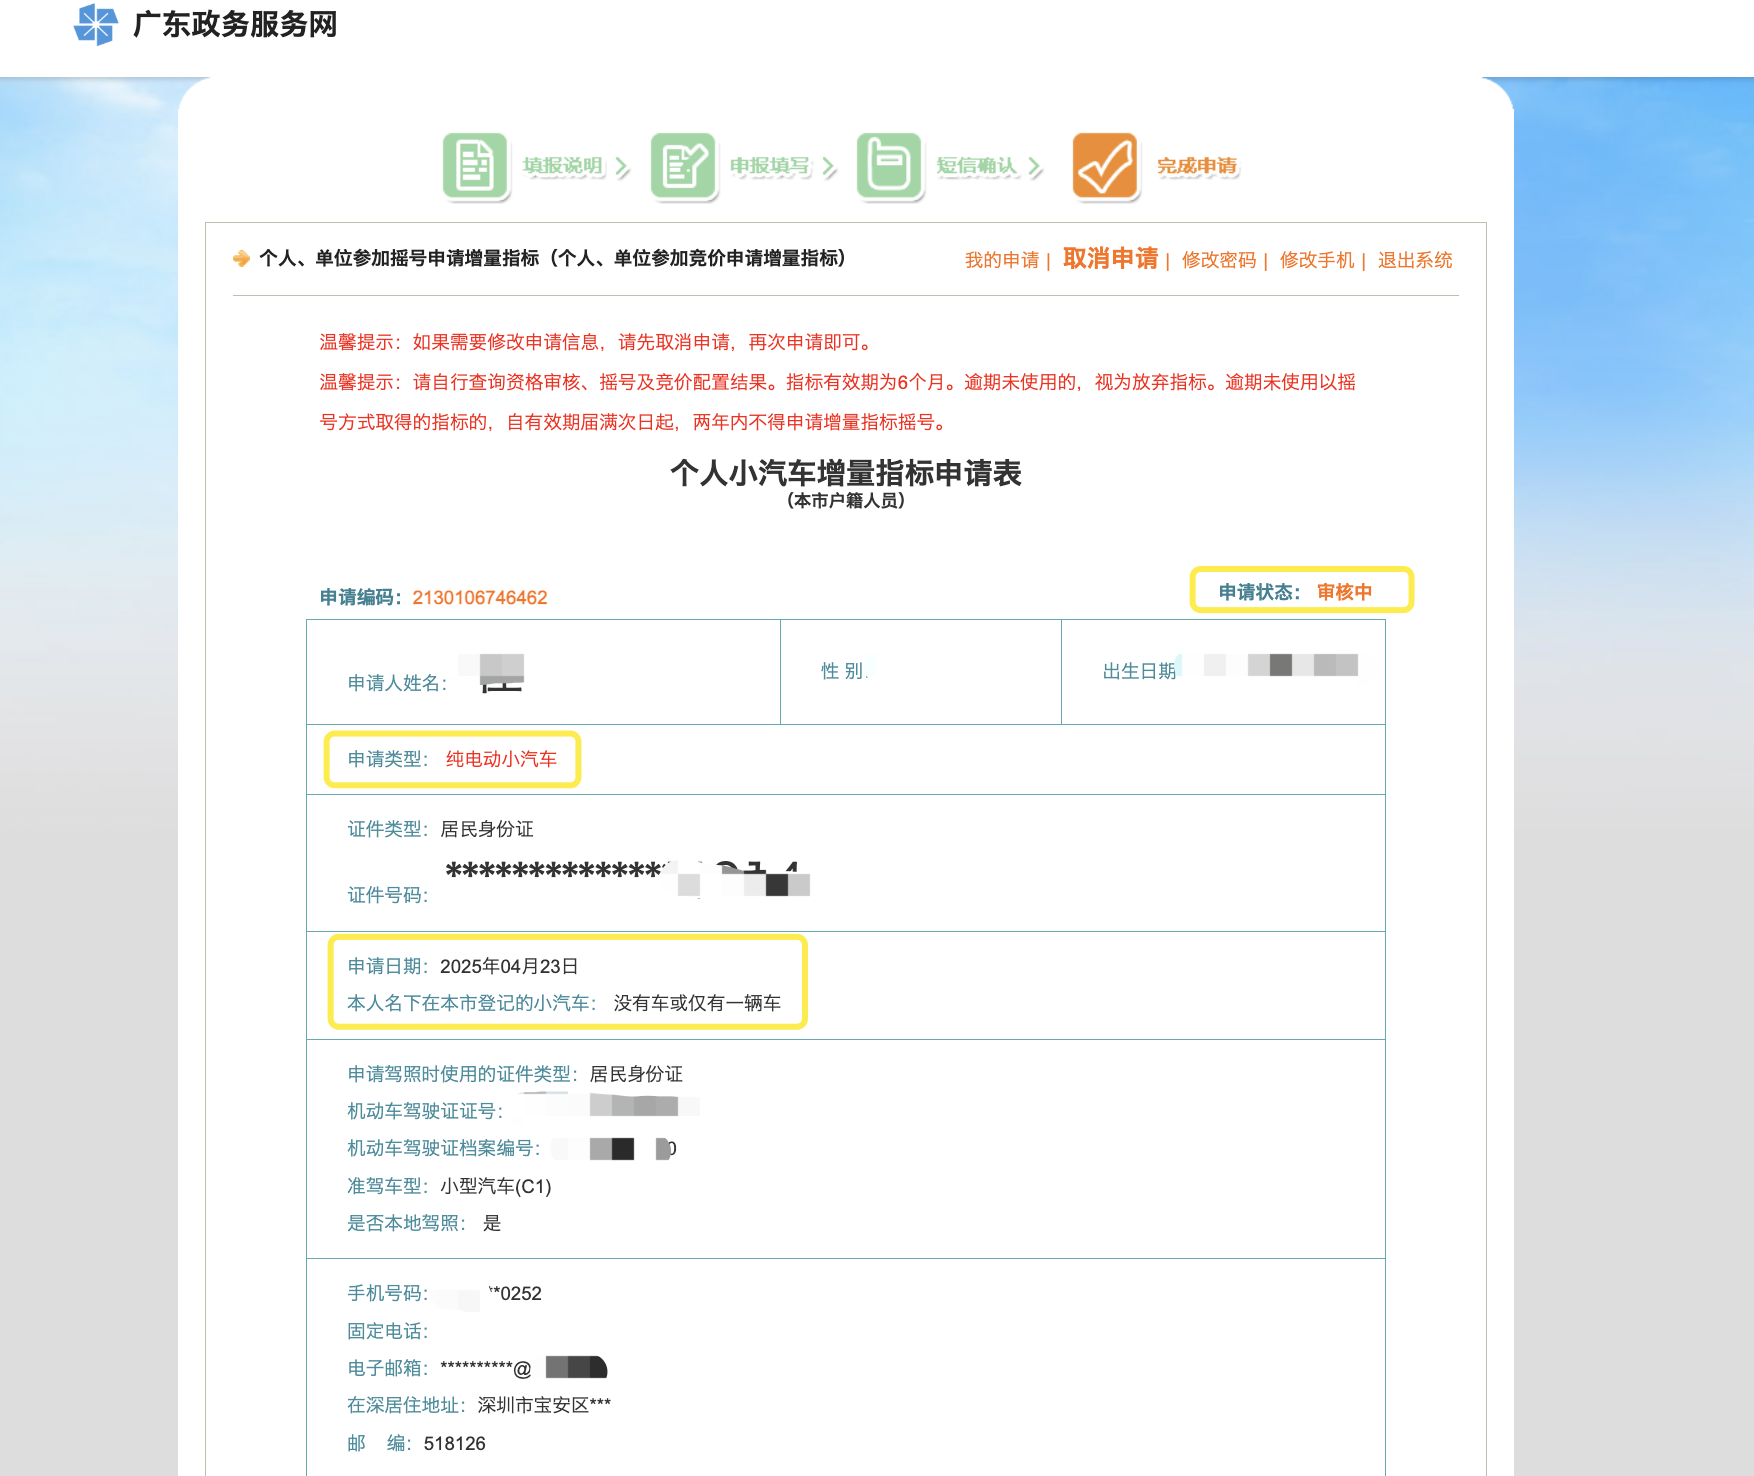 广东政务服务网
填报说明 申报填写 短信确认 完成申请
个人、单位参加摇号申请增量指标（个人、单位参加竞价申请增量指标） 我的申请| 取消申请| 修改密码| 修改手机| 退出系统
温馨提示：如果需要修改申请信息，请先取消申请，再次申请即可。
温馨提示：请自行查询资格审核、摇号及竞价配置结果。指标有效期为6个月。逾期未使用的，视为放弃指标。逾期未使用以摇
号方式取得的指标的，自有效期届满次日起，两年内不得申请增量指标摇号。
个人小汽车增量指标申请表
（本市户籍人员）
申请编码：2130106746462 申请状态：审核中
申请人姓名： 性 别 出生日期
申请类型：纯电动小汽车
证件类型：居民身份证
证件号码：*************
申请日期：2025年04月23日
本人名下在本市登记的小汽车：没有车或仅有一辆车
申请驾照时使用的证件类型：居民身份证
机动车驾驶证证号：
机动车驾驶证档案编号：
准驾车型：小型汽车(C1)
是否本地驾照：是
手机号码：**0252
固定电话：
电子邮箱：**********@
在深居住地址：深圳市宝安区***
邮 编：518126